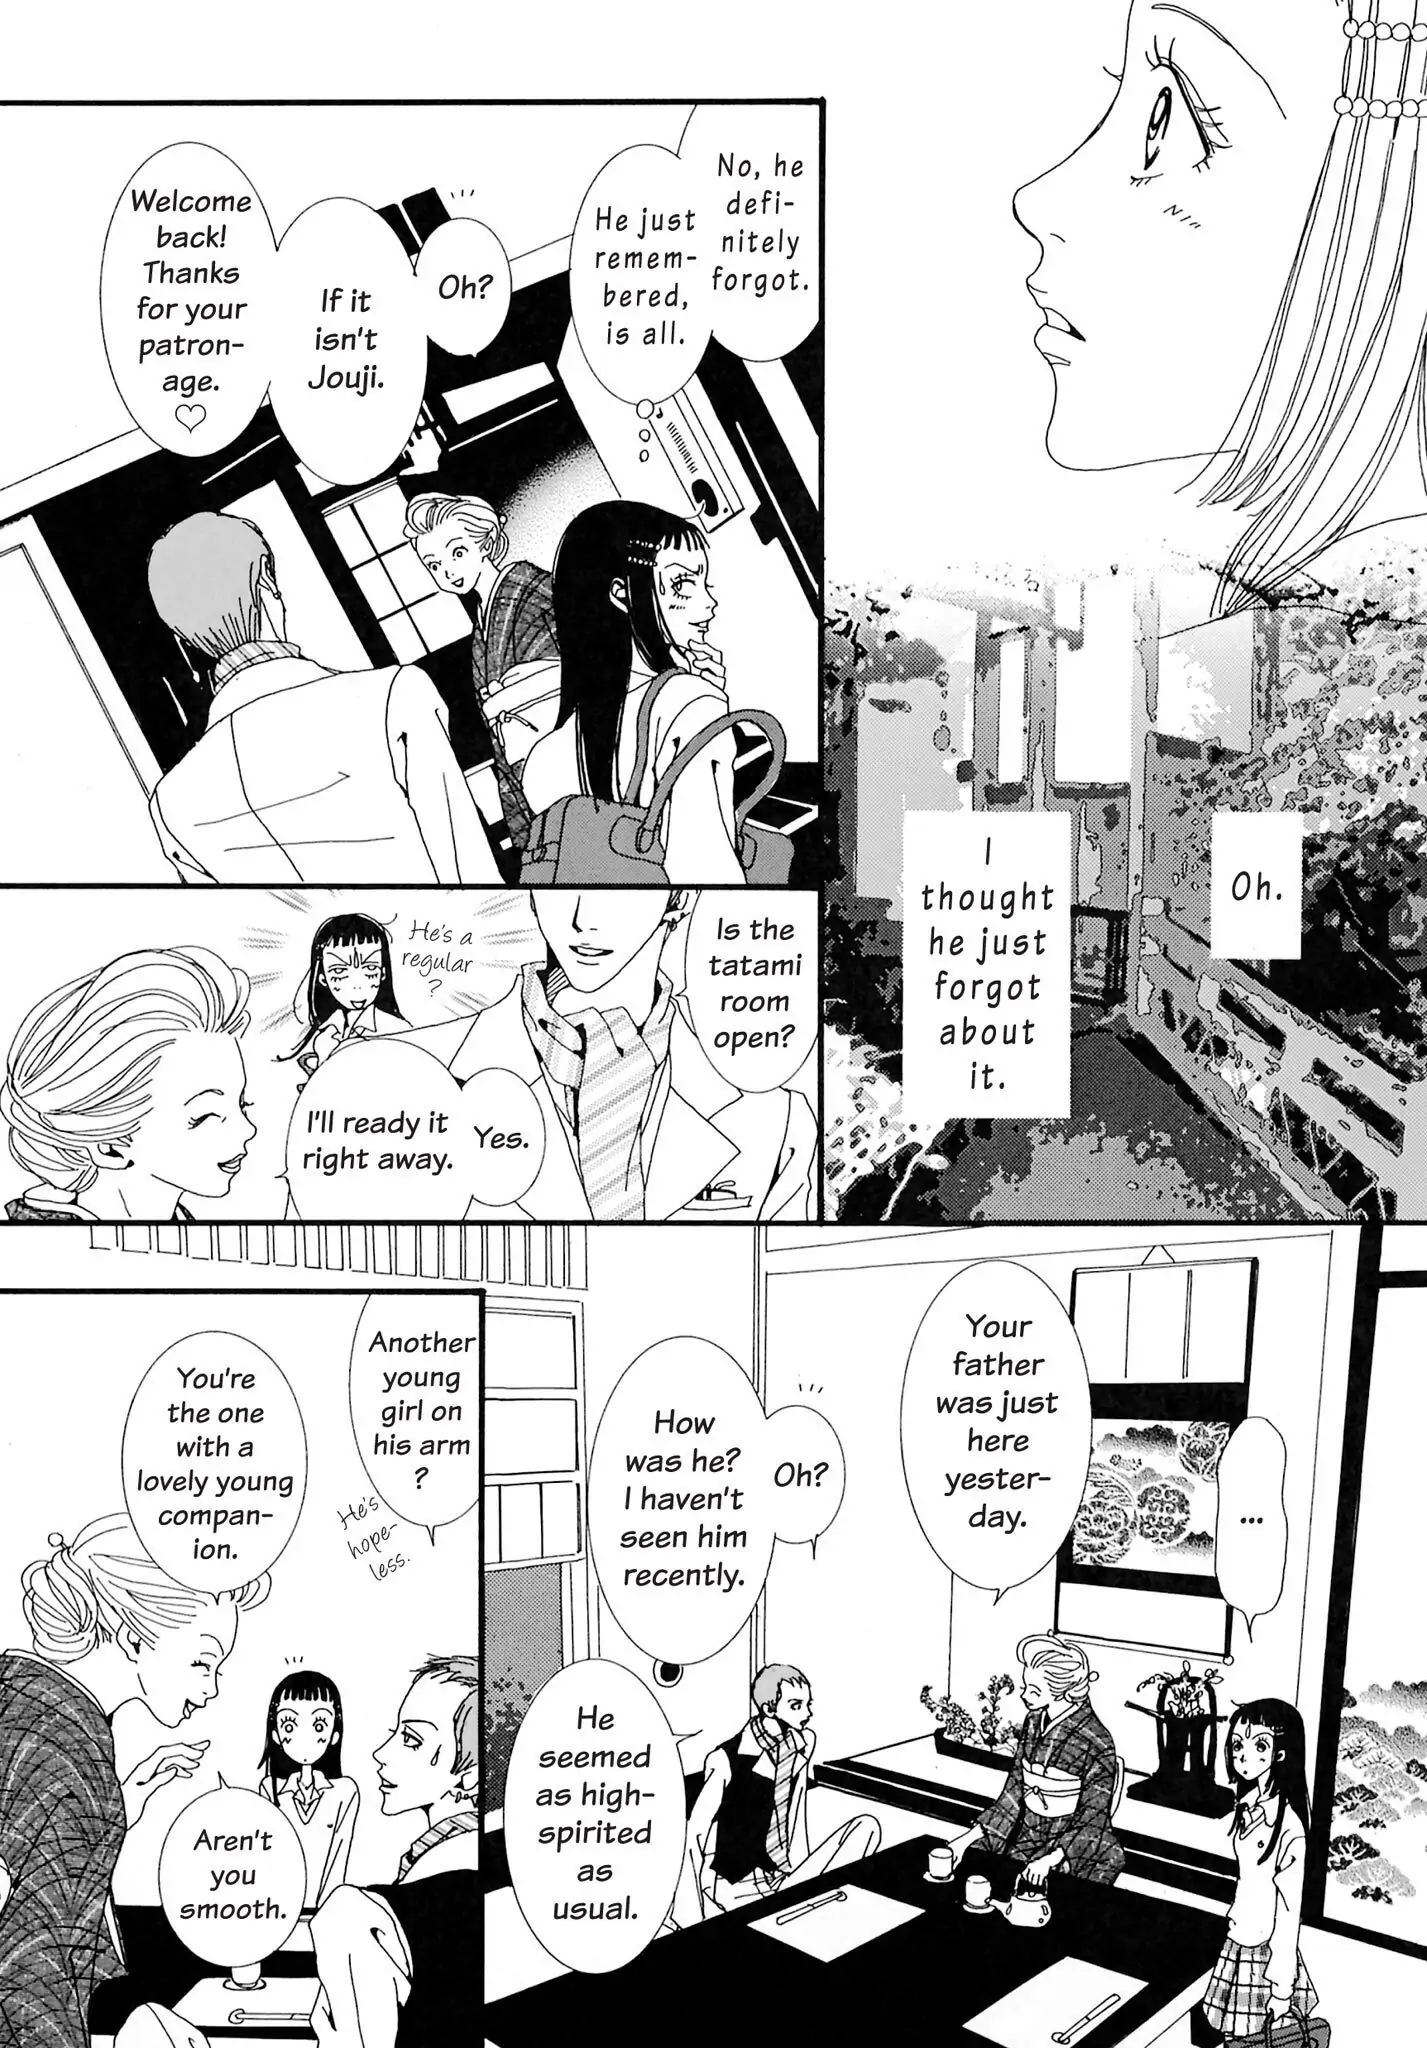 Oh.
I
thought
he just
forgot
about
it.
No, he
defi-
nitely
forgot.
He just
remem-
bered,
is all.
Oh?
If it
isn't
Jouji.
Welcome
back!
Thanks
for your
patron-
age.
♡
Is the
tatami
room
open?
He's a
regular
?
Yes.
I'll ready it
right away.
...
Your
father
was just
here
yester-
day.
Oh?
How
was he?
I haven't
seen him
recently.
He
seemed
as high-
spirited
as
usual.
Another
young
girl on
his arm
?
He's
hope-
less.
You're
the one
with a
lovely young
compan-
ion.
Aren't
you
smooth.